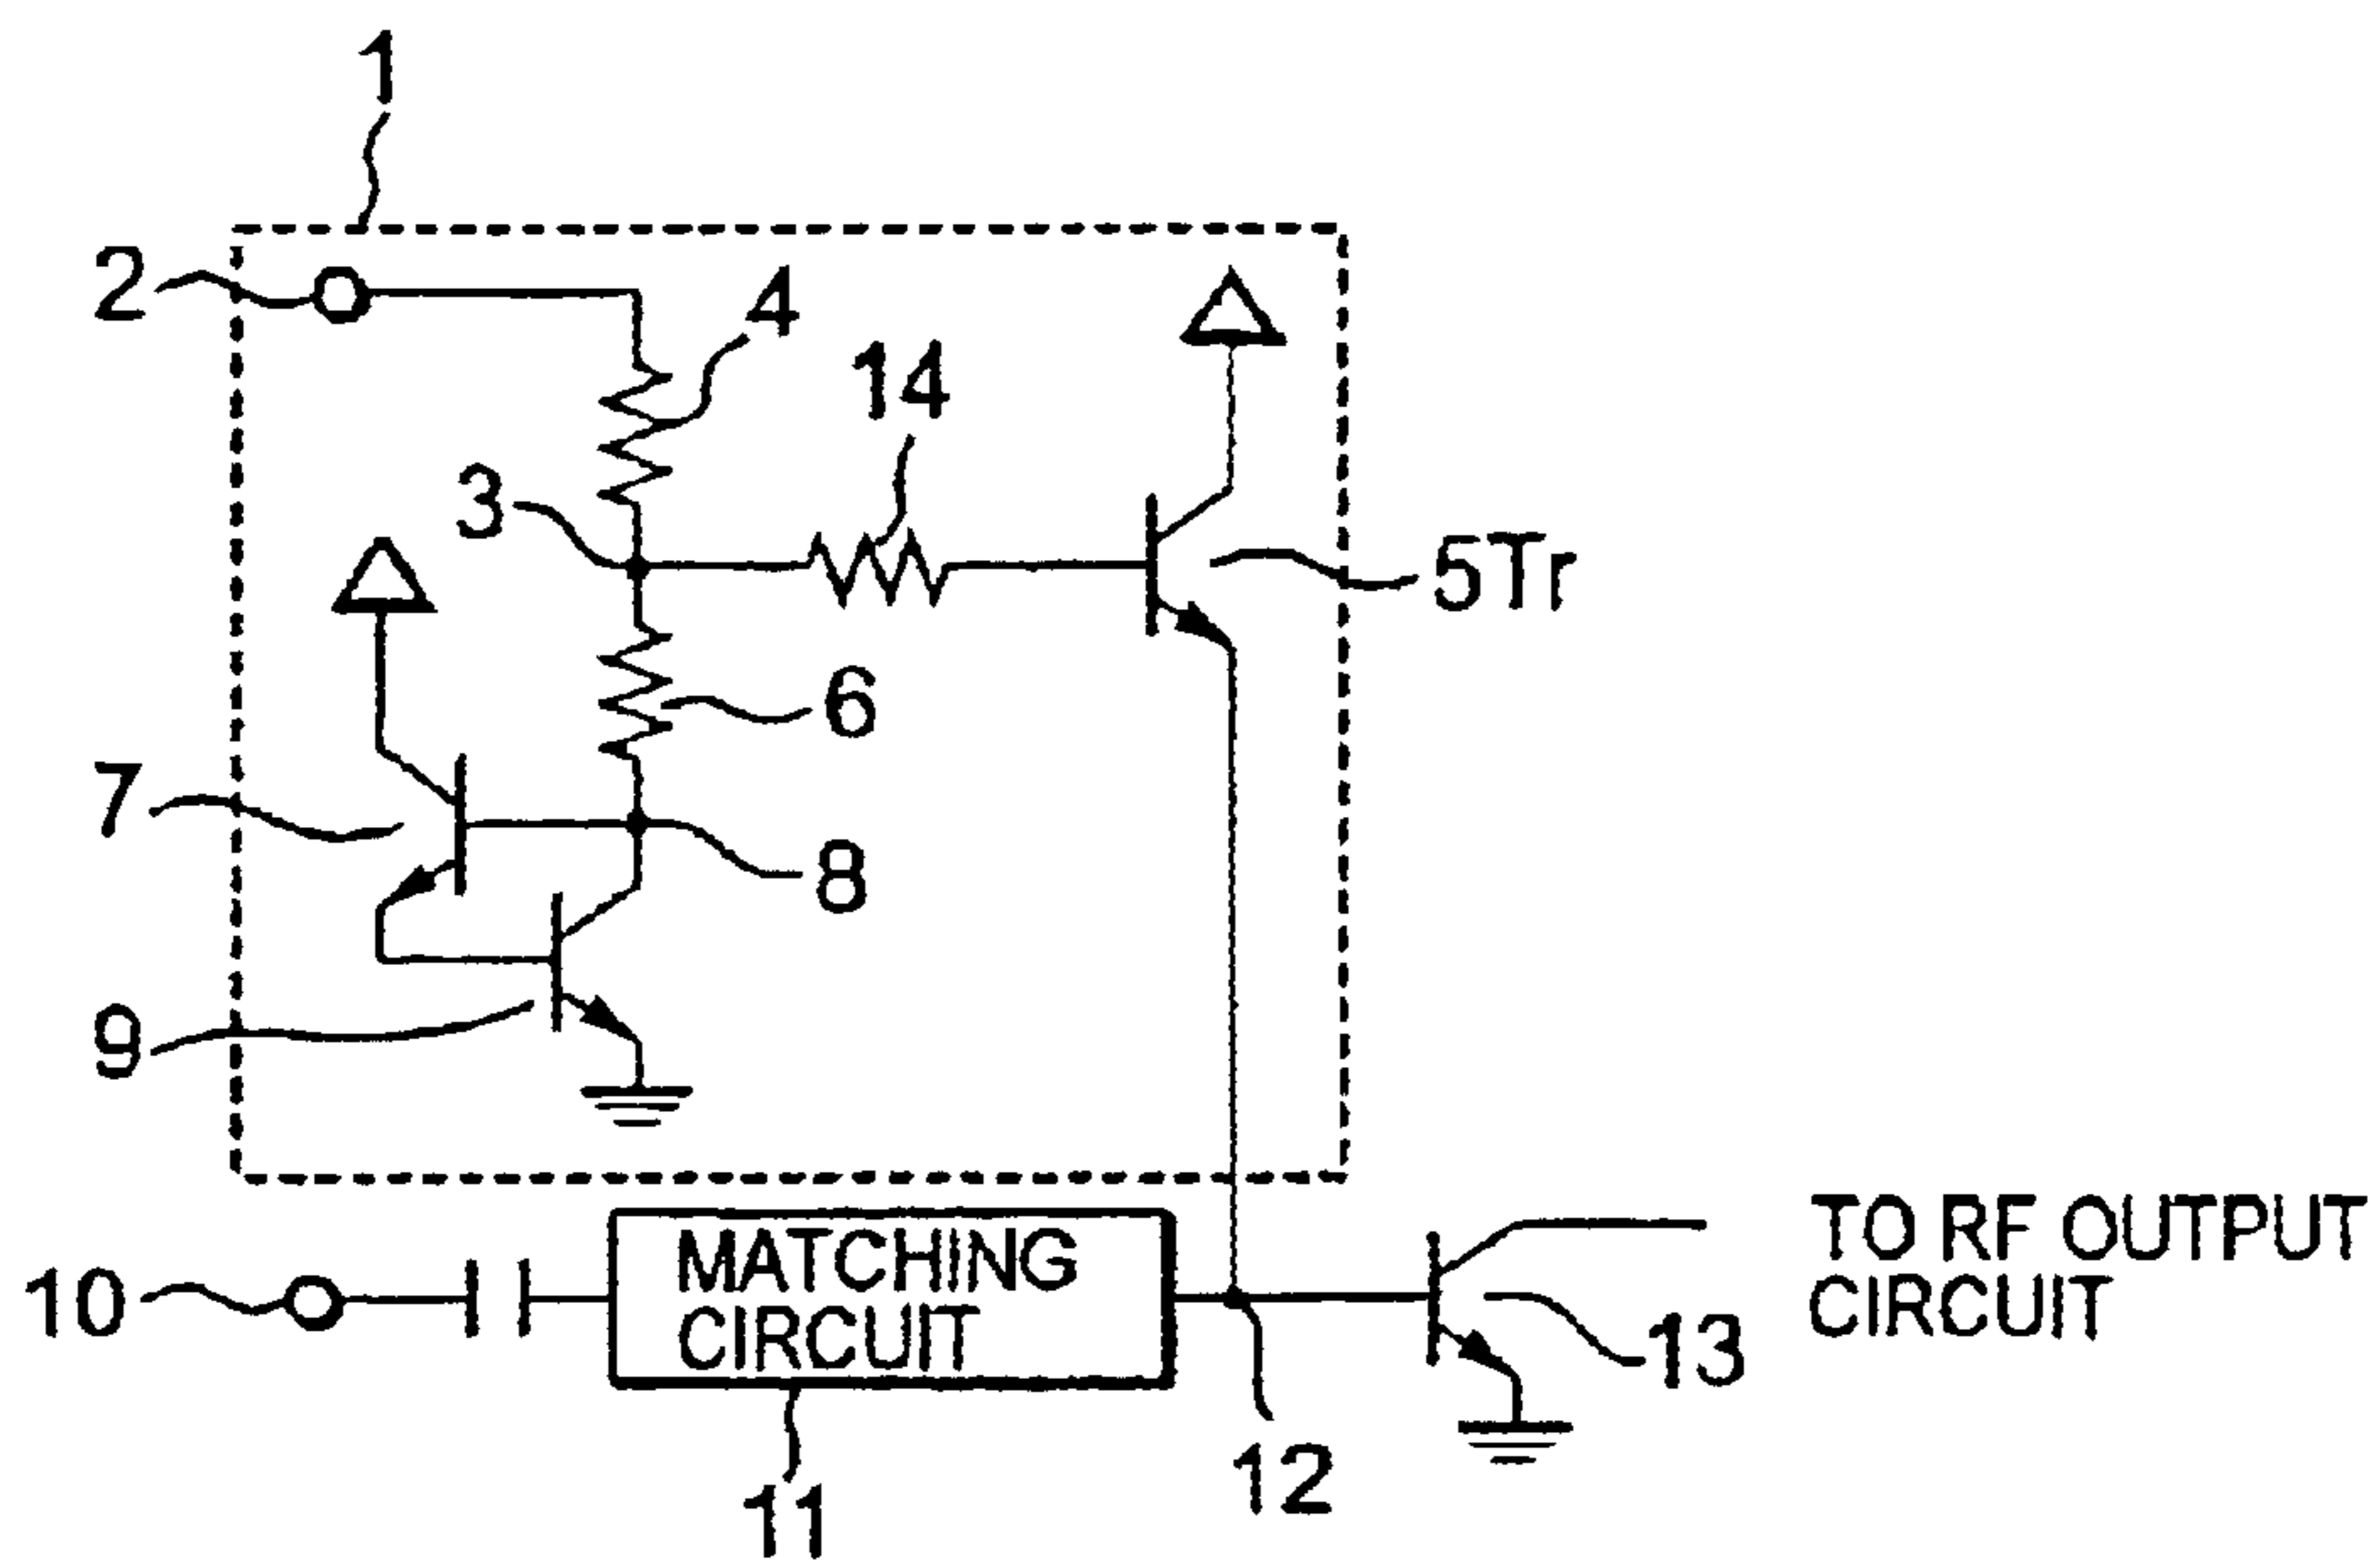 1
2
4
14
3
5Tr
6
7
8
9
TO RF OUTPUT
CIRCUIT
MATCHING
CIRCUIT
10
13
12
11